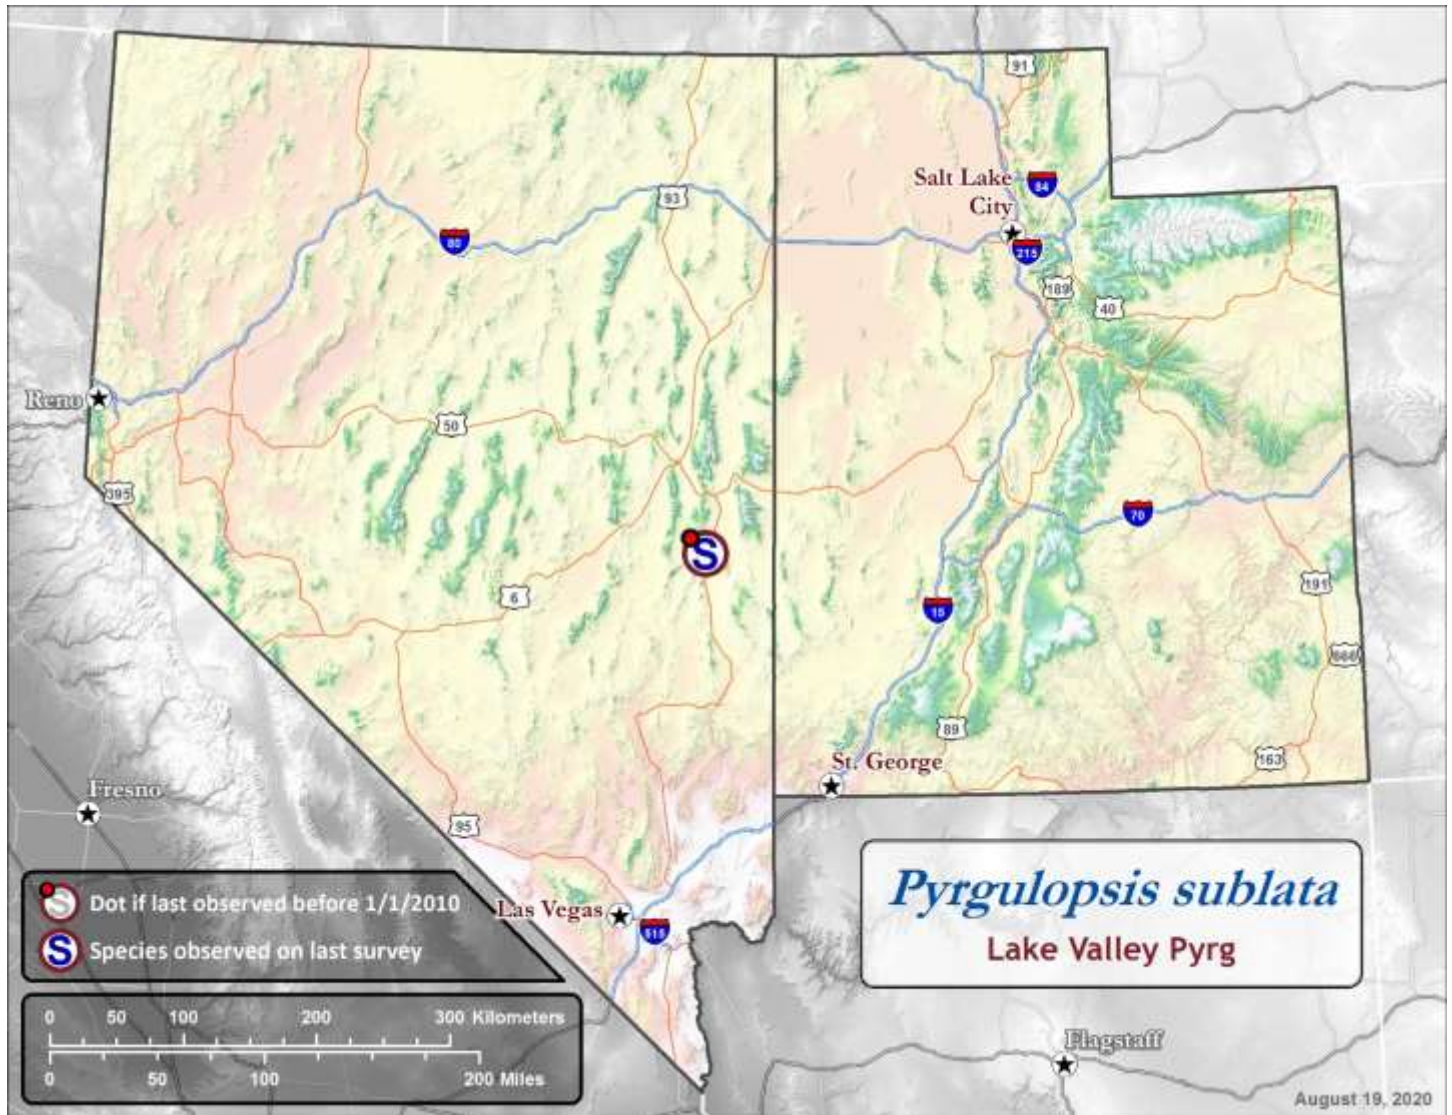 91
Salt Lake
City
84
93
80
215
189
40
Reno
50
395
70
S
6
191
15
666
89
163
St. George
Fresno
95
S Dot if last observed before 1/1/2010
S Species observed on last survey
Las Vegas
515
Pyrgulopsis sublata
Lake Valley Pyrg
0 50 100 200 300 Kilometers
0 50 100 200 Miles
Flagstaff
August 19, 2020